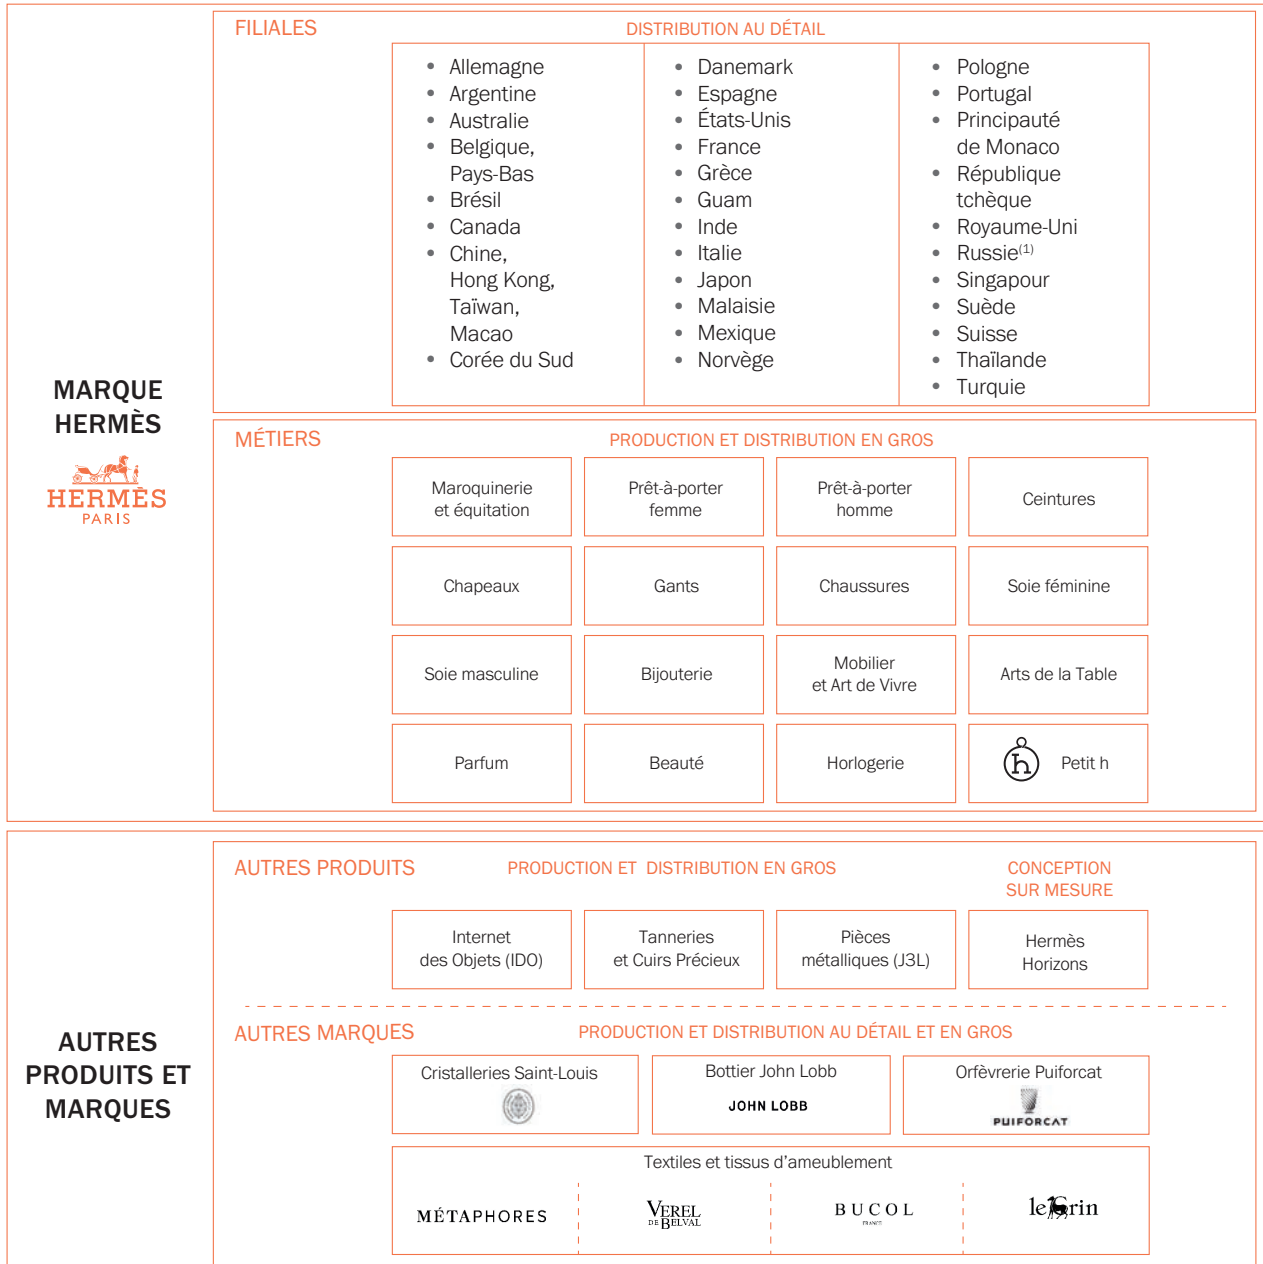 FILIALES
DISTRIBUTION AU DÉTAIL
• Allemagne
• Argentine
• Australie
• Belgique,
Pays-Bas
• Brésil
• Canada
• Chine,
Hong Kong,
Taïwan,
Macao
• Corée du Sud
• Danemark
• Espagne
• États-Unis
• France
• Grèce
• Guam
• Inde
• Italie
• Japon
• Malaisie
• Mexique
• Norvège
• Pologne
• Portugal
• Principauté
de Monaco
• République
tchèque
• Royaume-Uni
• Russie(1)
• Singapour
• Suède
• Suisse
• Thaïlande
• Turquie
MARQUE
HERMÈS
HERMÈS
PARIS
MÉTIERS
PRODUCTION ET DISTRIBUTION EN GROS
Maroquinerie
et équitation
Prêt-à-porter
femme
Prêt-à-porter
homme
Ceintures
Chapeaux
Gants
Chaussures
Soie féminine
Soie masculine
Bijouterie
Mobilier
et Art de Vivre
Arts de la Table
Parfum
Beauté
Horlogerie
h
Petit h
AUTRES
PRODUITS ET
MARQUES
AUTRES PRODUITS
PRODUCTION ET DISTRIBUTION EN GROS
CONCEPTION
SUR MESURE
Internet
des Objets (IDO)
Tanneries
et Cuirs Précieux
Pièces
métalliques (J3L)
Hermès
Horizons
AUTRES MARQUES
PRODUCTION ET DISTRIBUTION AU DÉTAIL ET EN GROS
Cristalleries Saint-Louis
Bottier John Lobb
JOHN LOBB
Orfèvrerie Puiforcat
PUIFORCAT
Textiles et tissus d'ameublement
MÉTAPHORES
VEREL
DE BELVAL
BUCOL
FRANCE
le Crin